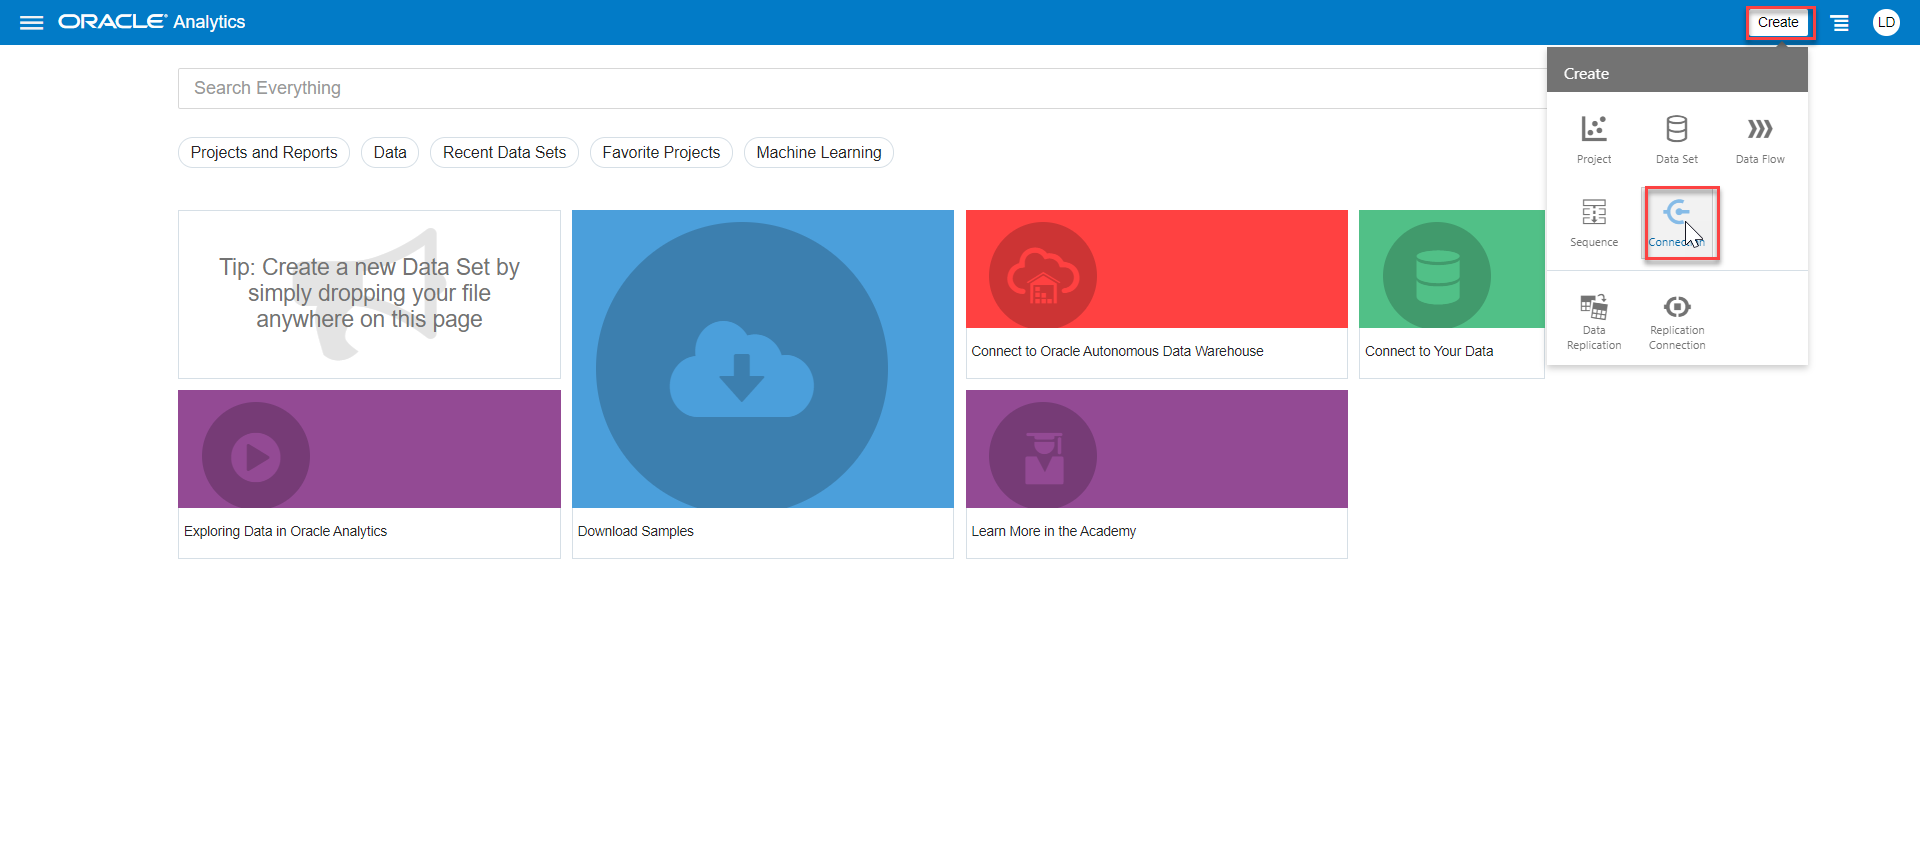 ORACLE Analytics
Create
LD
Search Everything
Create
Projects and Reports
Data
Recent Data Sets
Favorite Projects
Machine Learning
Project
Data Set
Data Flow
Sequence
Data
Replication
Replication
Connection
Tip: Create a new Data Set by
simply dropping your file
anywhere on this page
Connect to Oracle Autonomous Data Warehouse
Connect to Your Data
Exploring Data in Oracle Analytics
Download Samples
Learn More in the Academy